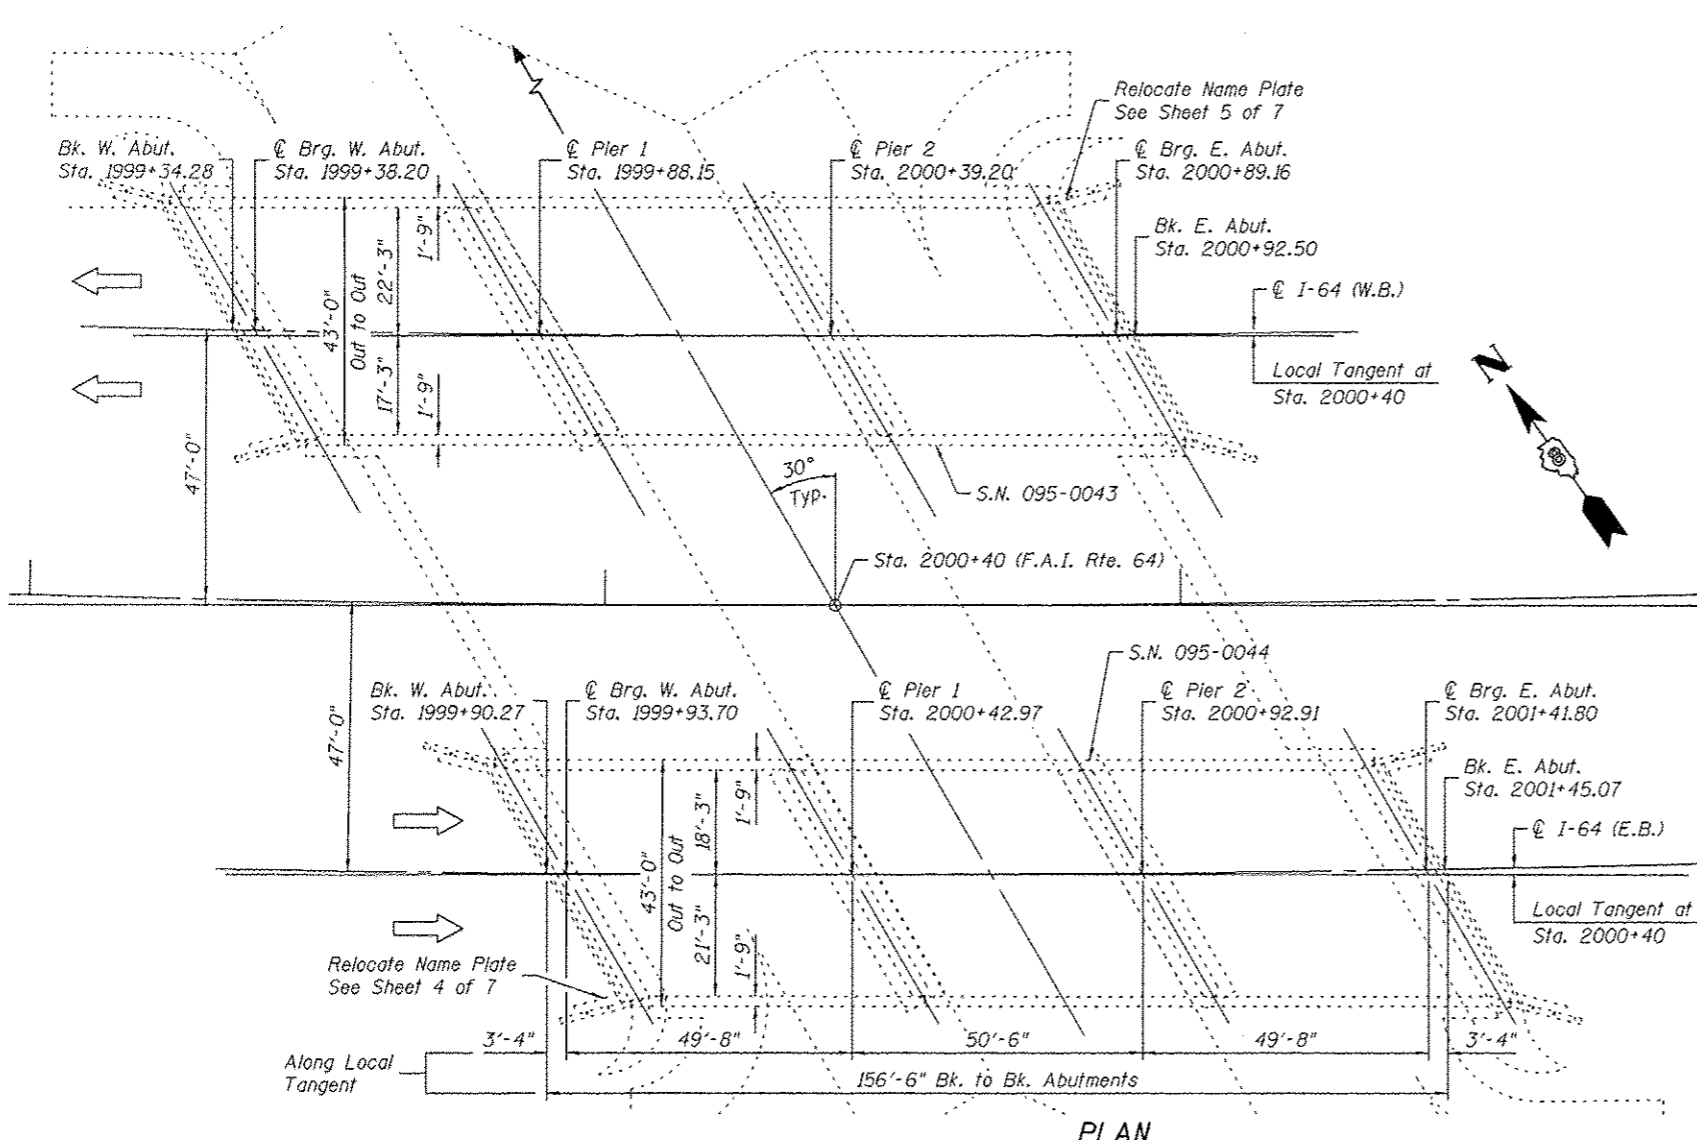 Relocate Name Plate
See Sheet 5 of 7
Bk. W. Abut.
Sta. 1999+34.28
℄ Brg. W. Abut.
Sta. 1999+38.20
℄ Pier 1
Sta. 1999+88.15
℄ Pier 2
Sta. 2000+39.20
℄ Brg. E. Abut.
Sta. 2000+89.16
Bk. E. Abut.
Sta. 2000+92.50
1'-9"
22'-3"
43'-0"
Out to Out
17'-3"
1'-9"
℄ I-64 (W.B.)
Local Tangent at
Sta. 2000+40
N
47'-0"
30°
TYP.
S.N. 095-0043
Sta. 2000+40 (F.A.I. Rte. 64)
S.N. 095-0044
47'-0"
Bk. W. Abut.
Sta. 1999+90.27
℄ Brg. W. Abut.
Sta. 1999+93.70
℄ Pier 1
Sta. 2000+42.97
℄ Pier 2
Sta. 2000+92.91
℄ Brg. E. Abut.
Sta. 2001+41.80
Bk. E. Abut.
Sta. 2001+45.07
1'-9"
18'-3"
43'-0"
Out to Out
21'-3"
1'-9"
℄ I-64 (E.B.)
Local Tangent at
Sta. 2000+40
Relocate Name Plate
See Sheet 4 of 7
3'-4"
49'-8"
50'-6"
49'-8"
3'-4"
Along Local
Tangent
156'-6" Bk. to Bk. Abutments
PLAN